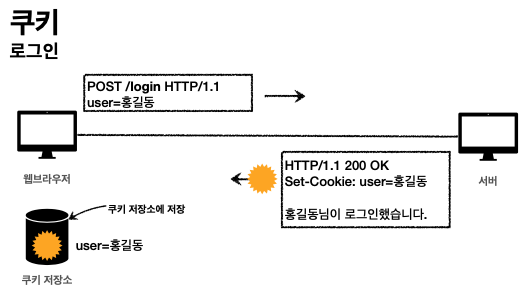 쿠키
로그인
POST /login HTTP/1.1
user=홍길동
웹브라우저
서버
HTTP/1.1 200 OK
Set-Cookie: user=홍길동
홍길동님이 로그인했습니다.
쿠키 저장소에 저장
user=홍길동
쿠키 저장소